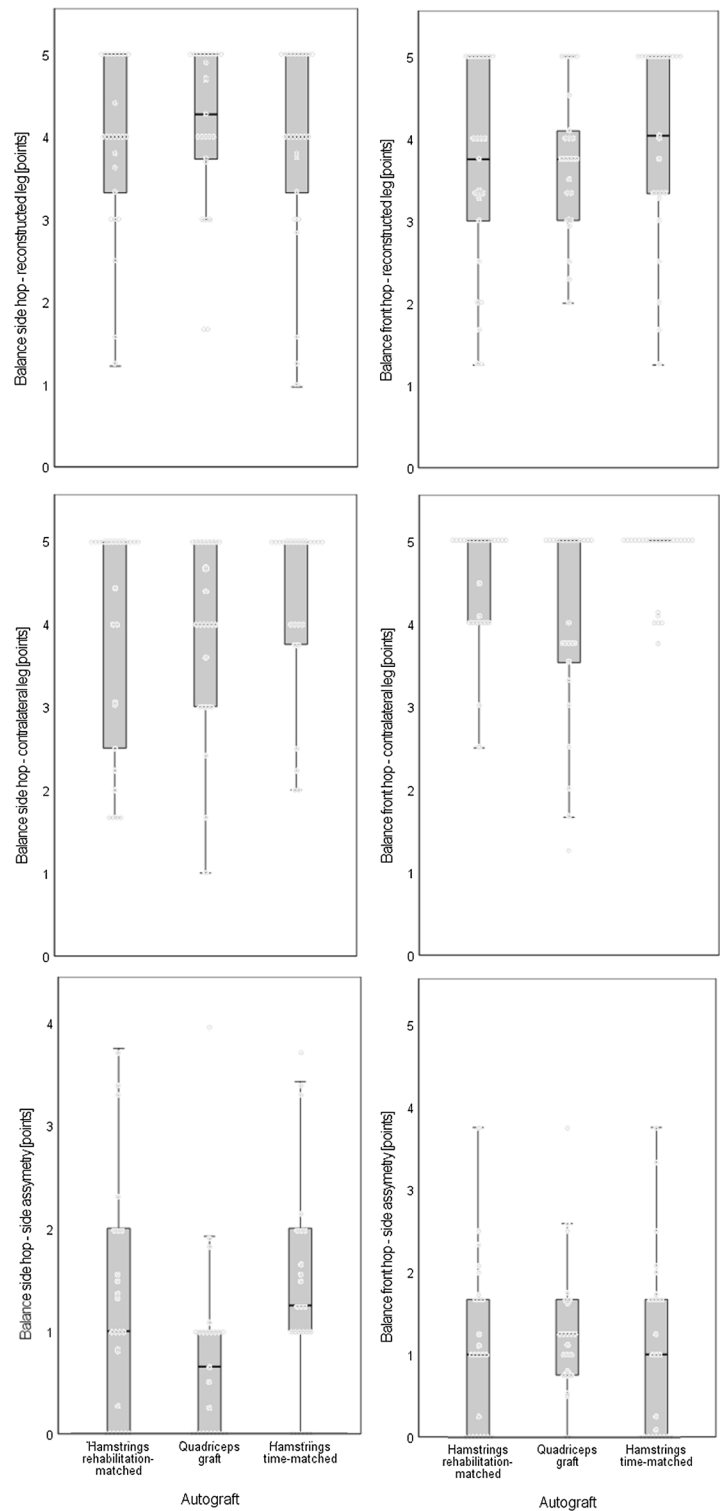 Balance side hop - reconstructed leg [points]
5
4
3
2
1
0
Balance front hop - reconstructed leg [points]
5
4
3
2
1
0
Balance side hop - contralateral leg [points]
5
4
3
2
1
0
Balance front hop - contralateral leg [points]
5
4
3
2
1
0
Balance side hop - side assymetry [points]
4
3
2
1
0
Hamstrings
rehabilitation-
matched
Quadriceps
graft
Hamstrings
time-matched
Autograft
Balance front hop - side assymetry [points]
5
4
3
2
1
0
Hamstrings
rehabilitation-
matched
Quadriceps
graft
Hamstrings
time-matched
Autograft